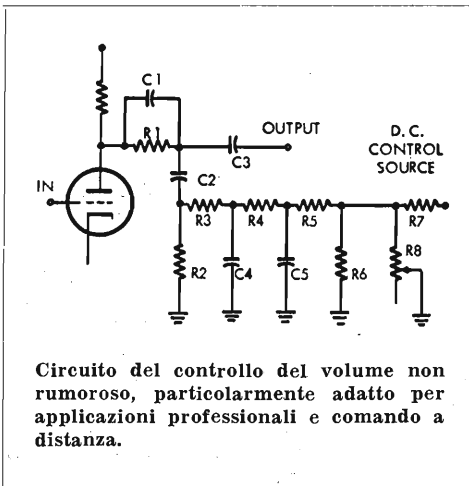 C1
R1
OUTPUT
D.C.
CONTROL
SOURCE
C3
IN
C2
R3
R4
R5
R7
R2
C4
C5
R6
R8
Circuito del controllo del volume non
rumoroso, particolarmente adatto per
applicazioni professionali e comando a
distanza.